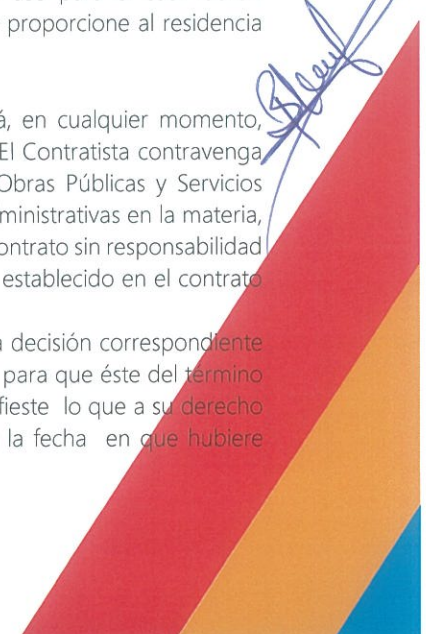 proporcione al residencia
á, en cualquier momento,
El Contratista contravenga
Obras Públicas y Servicios
ministrativas en la materia,
ontrato sin responsabilidad
establecido en el contrato
a decisión correspondiente
para que éste del término
fieste lo que a su derecho
la fecha en que hubiere